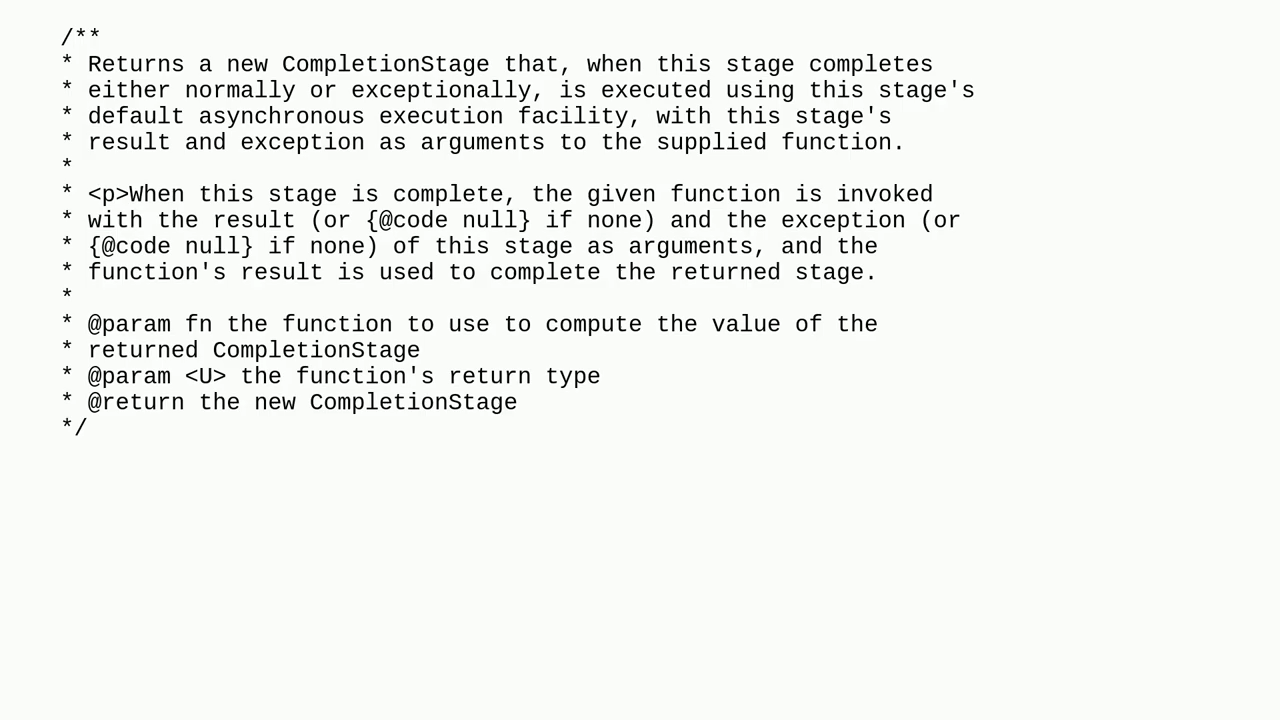 /**
* Returns a new CompletionStage that, when this stage completes
* either normally or exceptionally, is executed using this stage's
* default asynchronous execution facility, with this stage's
* result and exception as arguments to the supplied function.
*
* <p>When this stage is complete, the given function is invoked
* with the result (or {@code null} if none) and the exception (or
* {@code null} if none) of this stage as arguments, and the
* function's result is used to complete the returned stage.
*
* @param fn the function to use to compute the value of the
* returned CompletionStage
* @param <U> the function's return type
* @return the new CompletionStage
*/